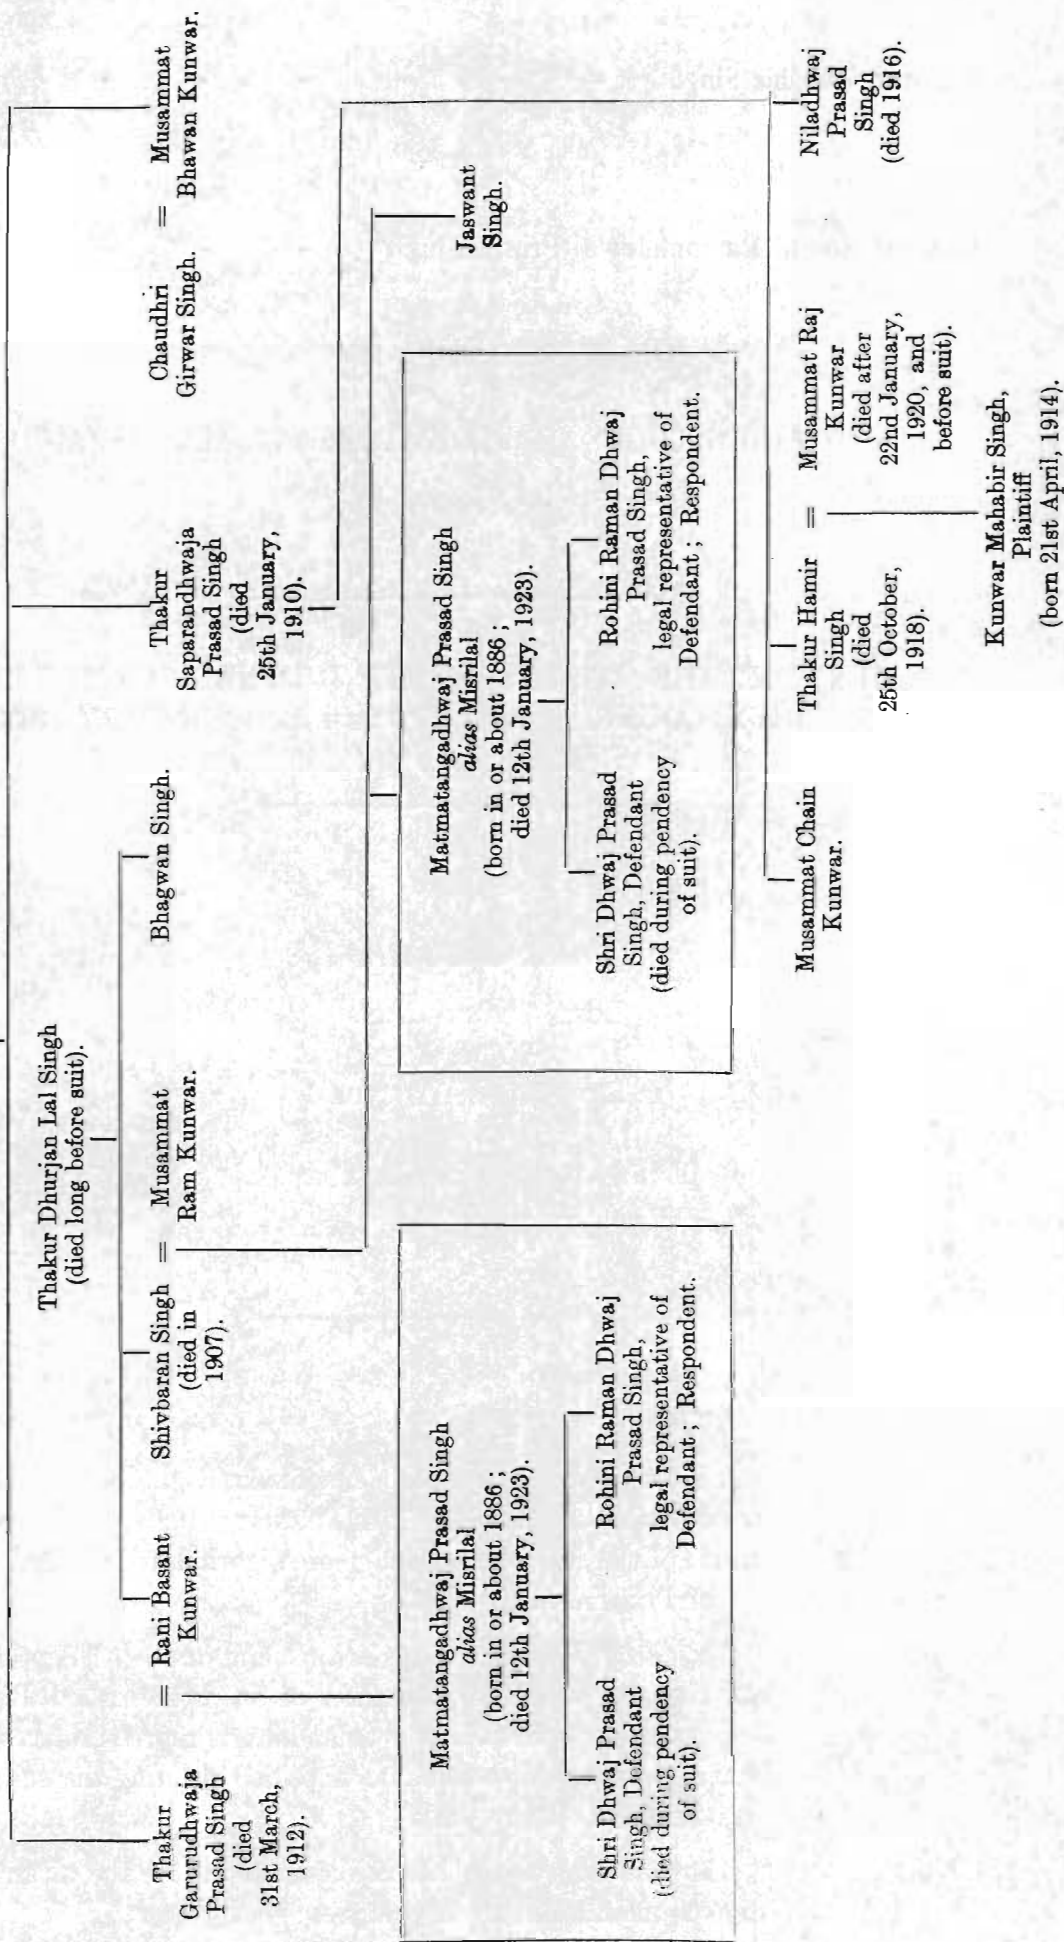 Thakur Dhurjan Lal Singh
(died long before suit).
Thakur
Garurudhwaja
Prasad Singh
(died
31st March,
1912).
=
Rani Basant
Kunwar.
Shivbaran Singh
(died in
1907).
=
Musammat
Ram Kunwar.
Bhagwan Singh.
Thakur
Saparandhwaja
Prasad Singh
(died
25th January,
1910).
Chaudhri
Girwar Singh.
=
Musammat
Bhawan Kunwar.
Matmatangadhwaj Prasad Singh
alias Misrilal
(born in or about 1886;
died 12th January, 1923).
Shri Dhwaj Prasad
Singh, Defendant
(died during pendency
of suit).
Rohini Raman Dhwaj
Prasad Singh,
legal representative of
Defendant; Respondent.
Matmatangadhwaj Prasad Singh
alias Misrilal
(born in or about 1886;
died 12th January, 1923).
Shri Dhwaj Prasad
Singh, Defendant
(died during pendency
of suit).
Rohini Raman Dhwaj
Prasad Singh,
legal representative of
Defendant; Respondent.
Jaswant
Singh.
Musammat Chain
Kunwar.
Thakur Hamir
Singh
(died
25th October,
1918).
=
Musammat Raj
Kunwar
(died after
22nd January,
1920, and
before suit).
Niladhwaj
Prasad
Singh
(died 1916).
Kunwar Mahabir Singh,
Plaintiff
(born 21st April, 1914).